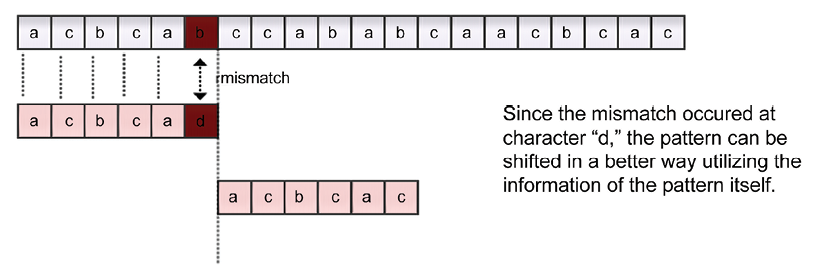 a c b c a b c c a b a b c a a c b c a c
mismatch
a c b c a d
Since the mismatch occured at
character “d,” the pattern can be
shifted in a better way utilizing the
information of the pattern itself.
a c b c a c